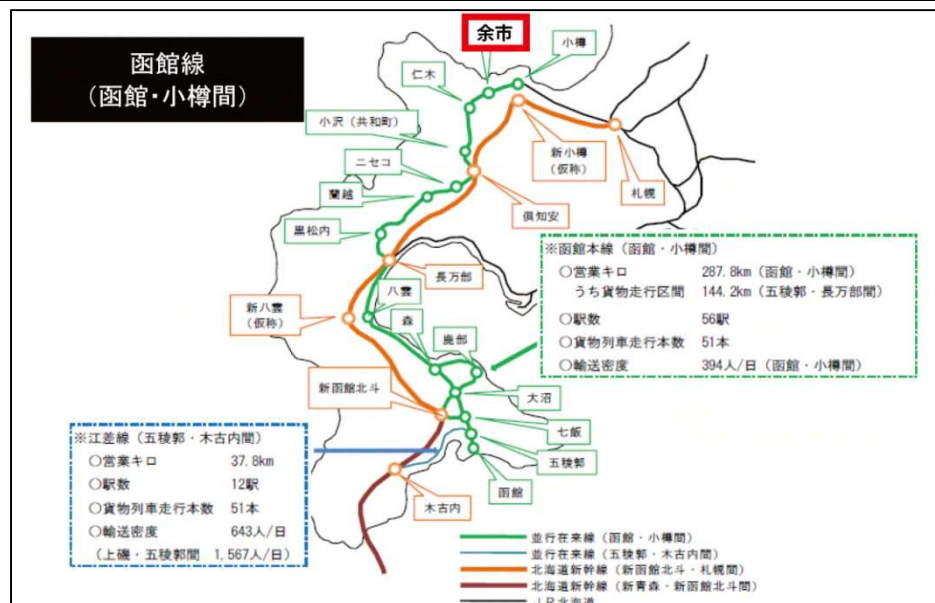 函館線
(函館・小樽間)
余市
小樽
仁木
小沢（共和町）
ニセコ
蘭越
黒松内
新小樽
（仮称）
札幌
倶知安
長万部
八雲
新八雲
（仮称）
森
鹿部
新函館北斗
大沼
七飯
五稜郭
函館
木古内
※函館本線（函館・小樽間）
○営業キロ 287.8km（函館・小樽間）
うち貨物走行区間 144.2km（五稜郭・長万部間）
○駅数 56駅
○貨物列車走行本数 51本
○輸送密度 394人/日（函館・小樽間）
※江差線（五稜郭・木古内間）
○営業キロ 37.8km
○駅数 12駅
○貨物列車走行本数 51本
○輸送密度 643人/日
（上磯・五稜郭間 1,567人/日）
並行在来線（函館・小樽間）
並行在来線（五稜郭・木古内間）
北海道新幹線（新函館北斗・札幌間）
北海道新幹線（新青森・新函館北斗間）
ＪＲ北海道